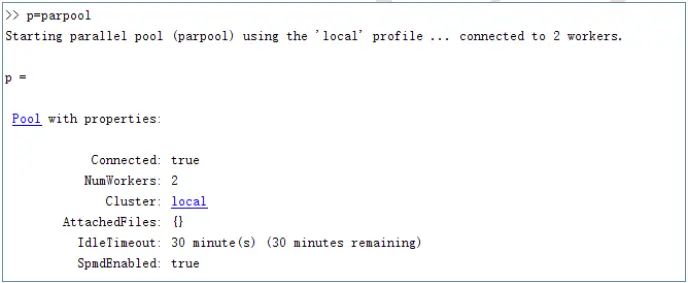 >> p=parpool
Starting parallel pool (parpool) using the 'local' profile ... connected to 2 workers.
p =
Pool with properties:
Connected: true
NumWorkers: 2
Cluster: local
AttachedFiles: {}
IdleTimeout: 30 minute(s) (30 minutes remaining)
SpmdEnabled: true